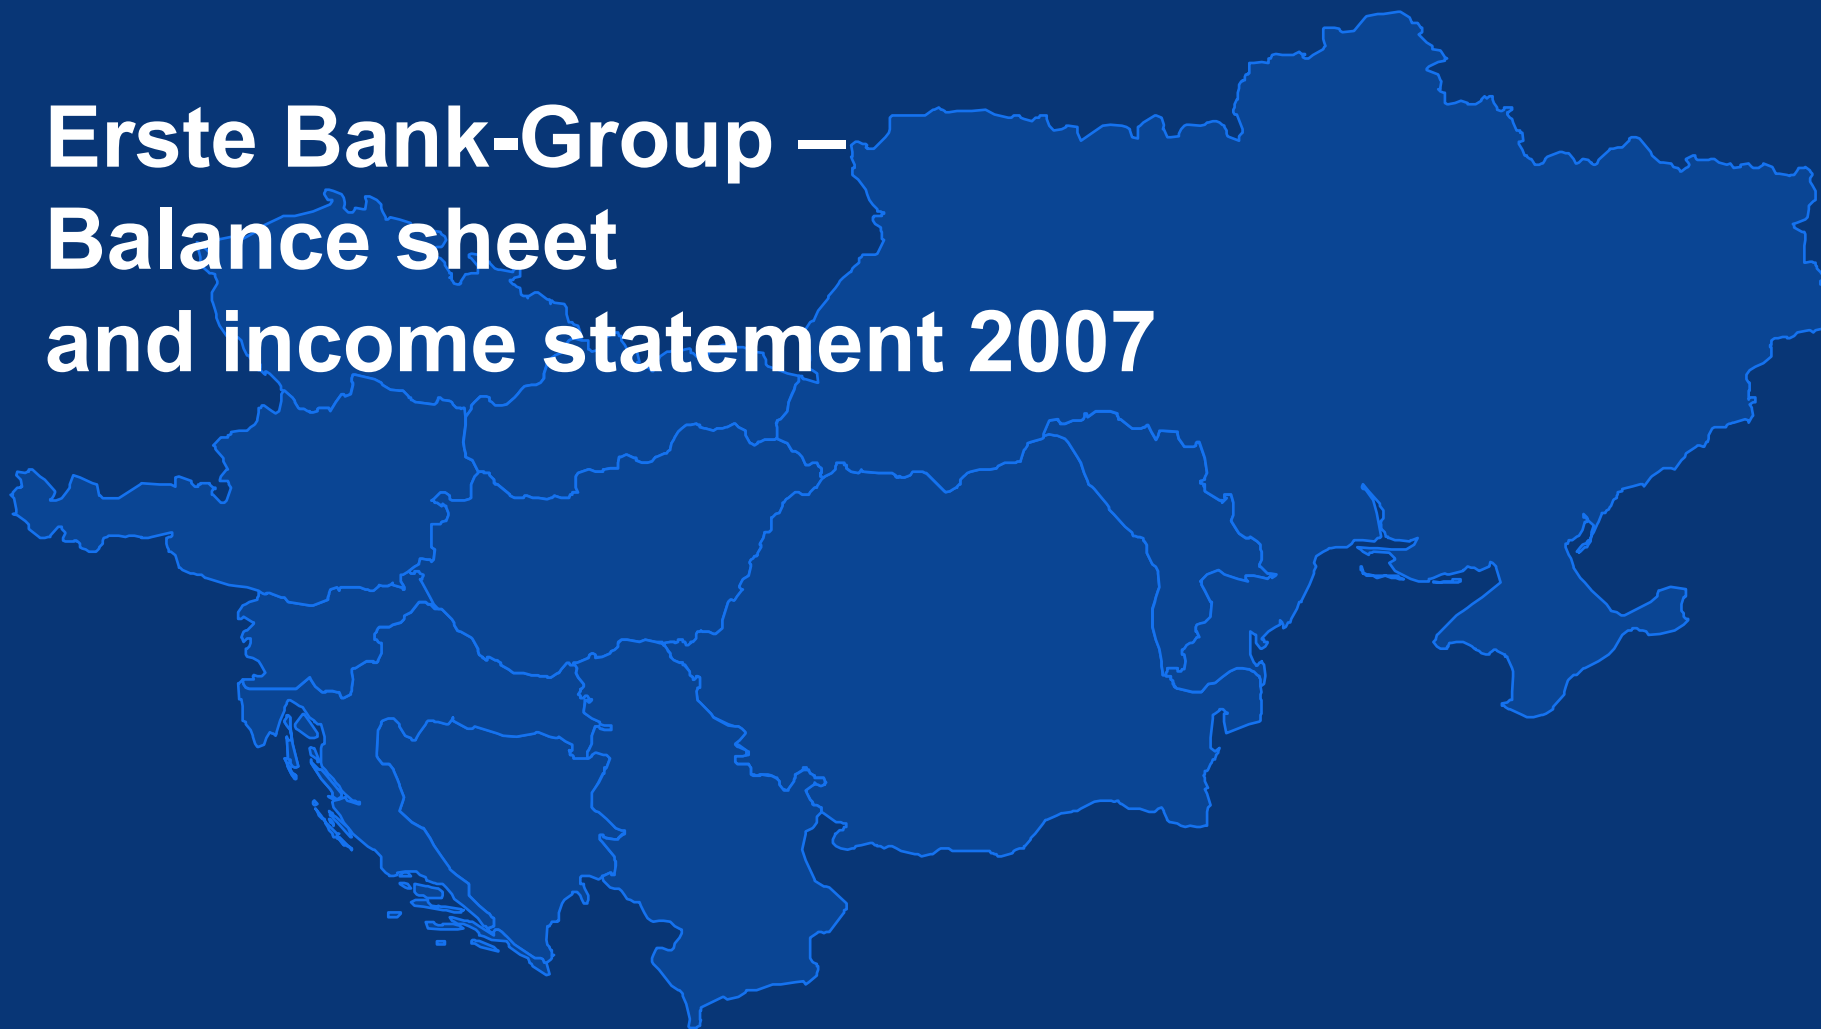 Erste Bank-Group –
Balance sheet
and income statement 2007